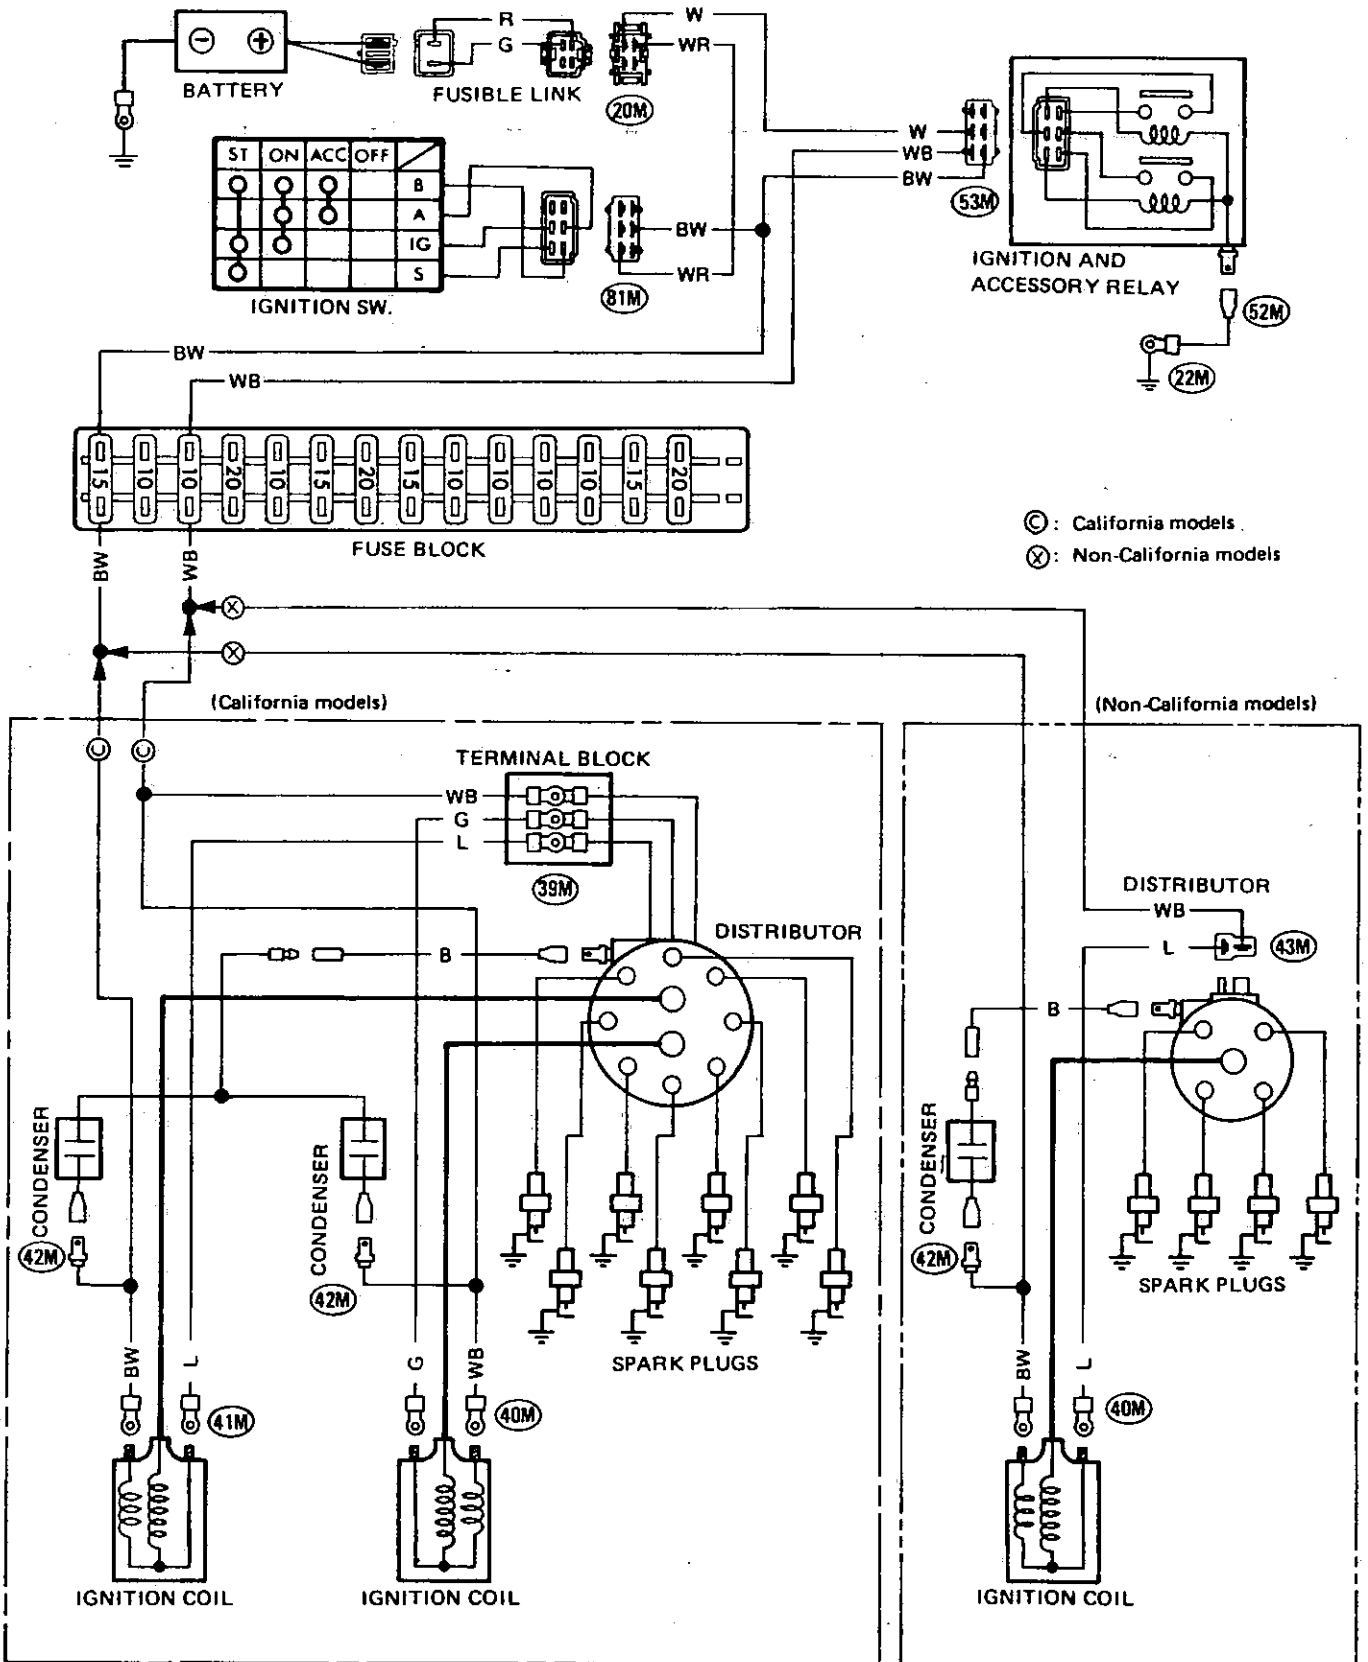 BATTERY
⊖ ⊕
R
G
FUSIBLE LINK
20M
W
WR
ST ON ACC OFF
B
A
IG
S
IGNITION SW.
81M
BW
WR
W
WB
BW
53M
IGNITION AND
ACCESSORY RELAY
52M
22M
BW
WB
15 10 10 20 10 15 20 15 10 10 10 10 15 20
FUSE BLOCK
Ⓒ : California models
Ⓧ : Non-California models
BW
WB
X
X
(California models)
(Non-California models)
C
C
TERMINAL BLOCK
WB
G
L
39M
DISTRIBUTOR
B
CONDENSER
42M
CONDENSER
42M
SPARK PLUGS
BW
L
41M
G
WB
40M
IGNITION COIL
IGNITION COIL
DISTRIBUTOR
WB
L
43M
B
CONDENSER
42M
SPARK PLUGS
BW
L
40M
IGNITION COIL